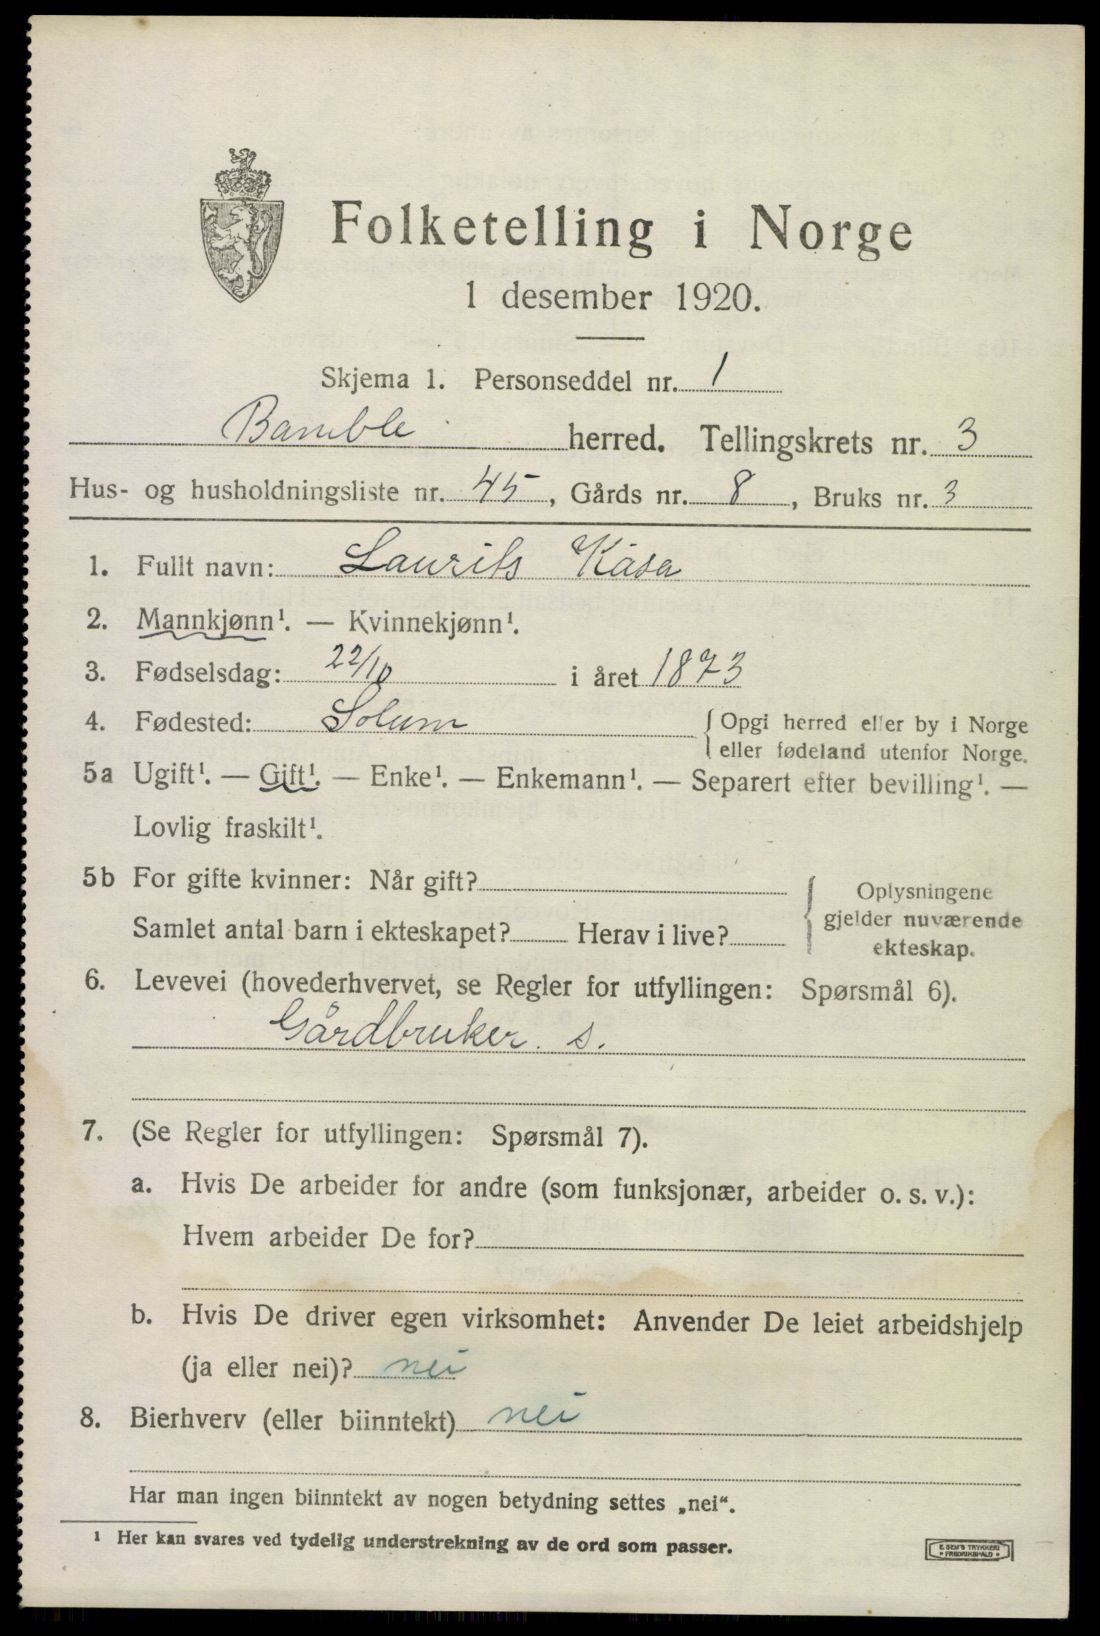 Folketelling i Norge
1 desember 1920.
Skjema 1. Personseddel nr. 1
Bamble herred. Tellingskrets nr. 3
Hus- og husholdningsliste nr. 45, Gårds nr. 8, Bruks nr. 3
1. Fullt navn: Laurits Kåsa
2. Mannkjønn¹. — Kvinnekjønn¹.
3. Fødselsdag: 22/10 i året 1873
4. Fødested: Solum {Opgi herred eller by i Norge
eller fødeland utenfor Norge.
5a Ugift¹. — Gift¹. — Enke¹. — Enkemann¹. — Separert efter bevilling¹. —
Lovlig fraskilt¹.
5b For gifte kvinner: Når gift?
Samlet antal barn i ekteskapet? Herav i live?
{Oplysningene
gjelder nuværende
ekteskap.
6. Levevei (hovederhvervet, se Regler for utfyllingen: Spørsmål 6).
Gårdbruker. s.
7. (Se Regler for utfyllingen: Spørsmål 7).
a. Hvis De arbeider for andre (som funksjonær, arbeider o. s. v.):
Hvem arbeider De for?
b. Hvis De driver egen virksomhet: Anvender De leiet arbeidshjelp
(ja eller nei)? nei
8. Bierhverv (eller biinntekt) nei
Har man ingen biinntekt av nogen betydning settes „nei“.
¹ Her kan svares ved tydelig understrekning av de ord som passer.
E. SEM'S TRYKKERI
• FREDRIKSHALD •